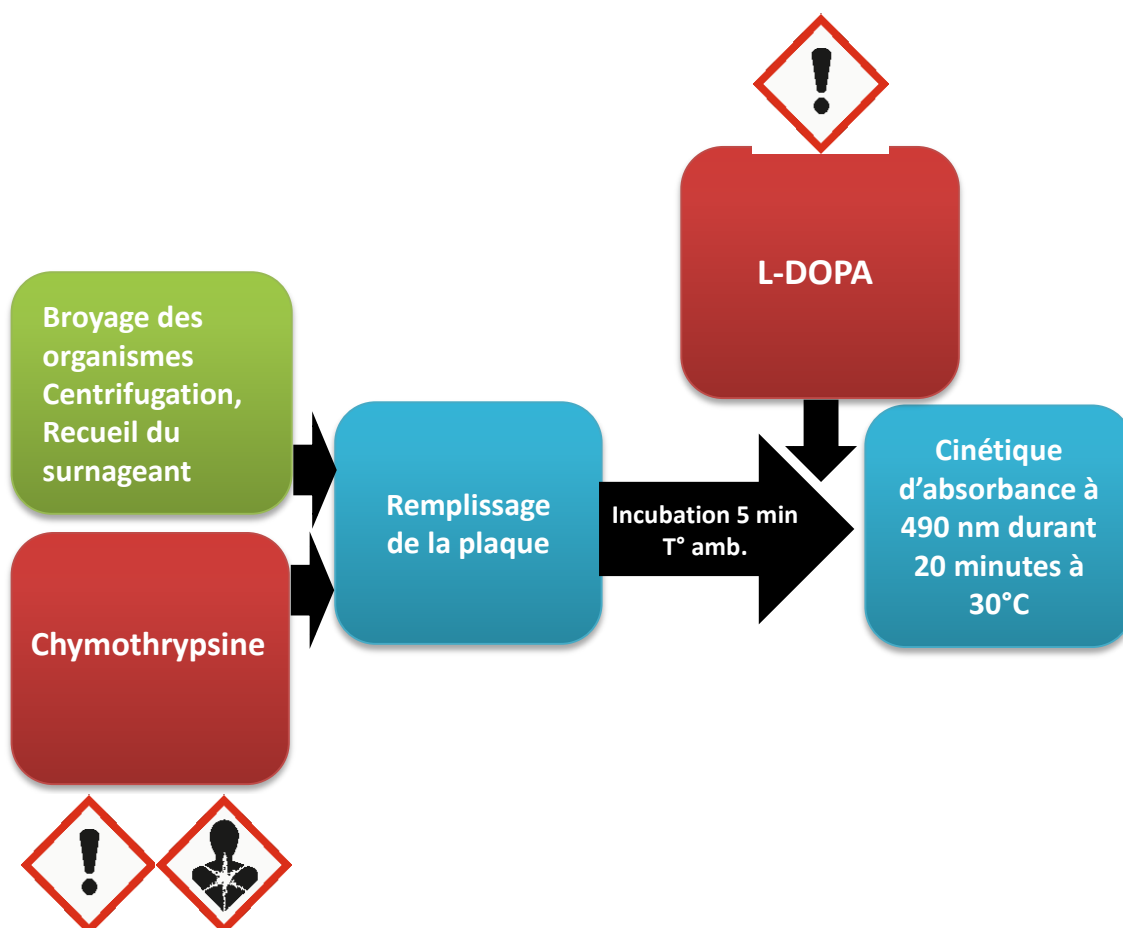 L-DOPA
Broyage des
organismes
Centrifugation,
Recueil du
surnageant
Chymothrypsine
Remplissage
de la plaque
Incubation 5 min
T° amb.
Cinétique
d’absorbance à
490 nm durant
20 minutes à
30°C